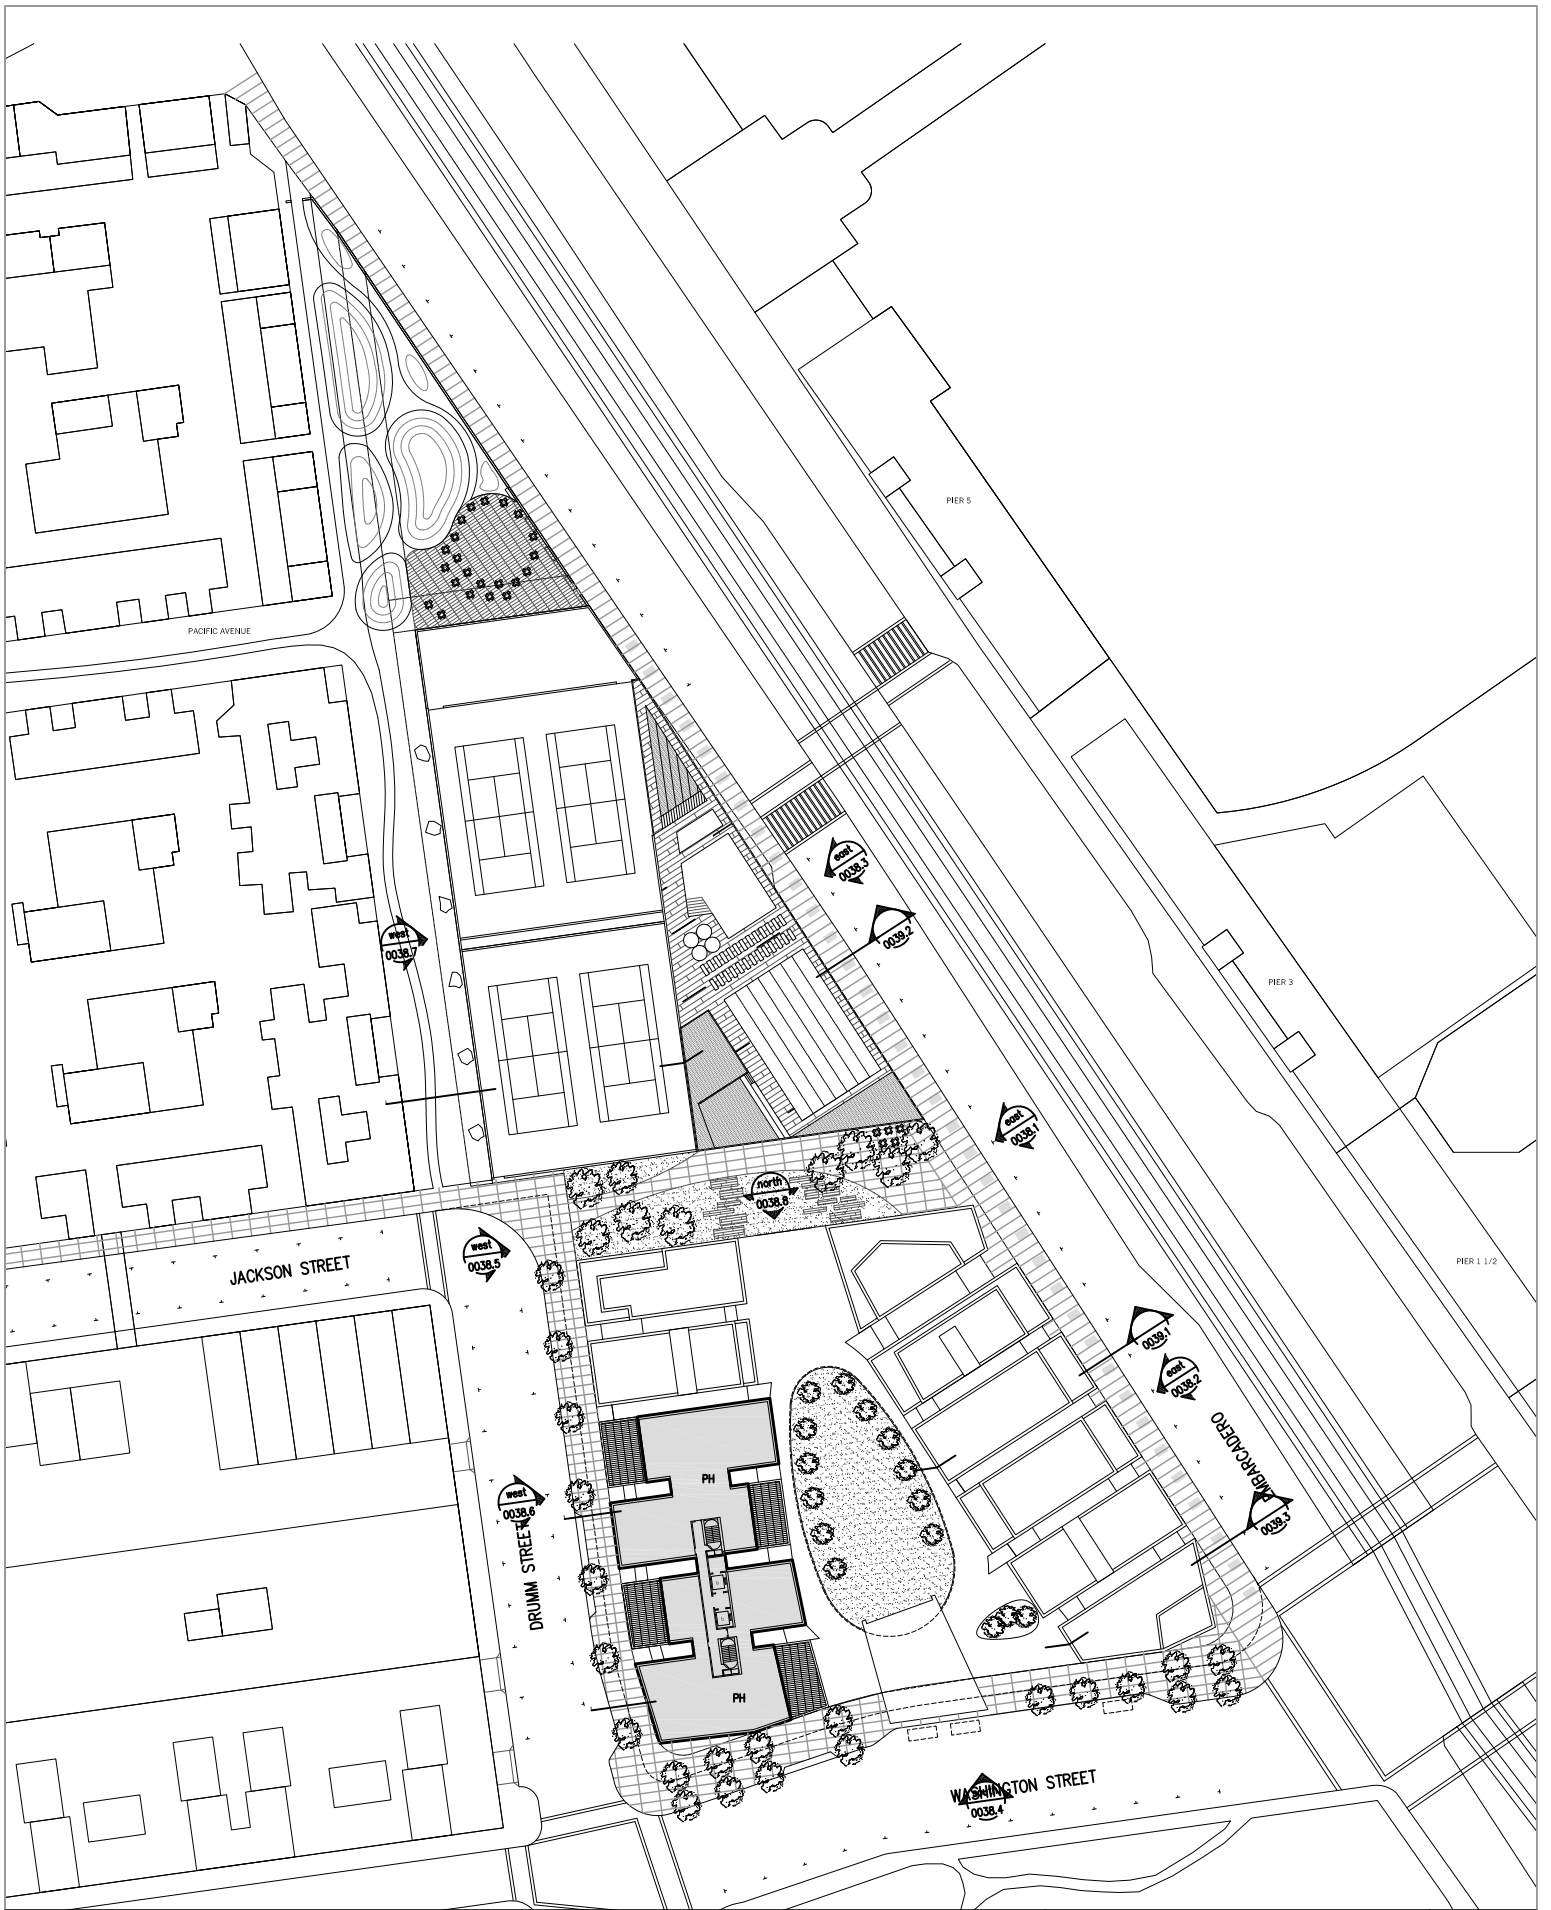 PIER 5
PACIFIC AVENUE
east
0038.3
west
0038.7
0039.2
PIER 3
east
0038.1
north
0038.8
west
0038.5
JACKSON STREET
PIER 1 1/2
0039.1
east
0038.2
EMBARCADERO
PH
west
0038.6
0039.3
DRUMM STREET
PH
WASHINGTON STREET
0038.4